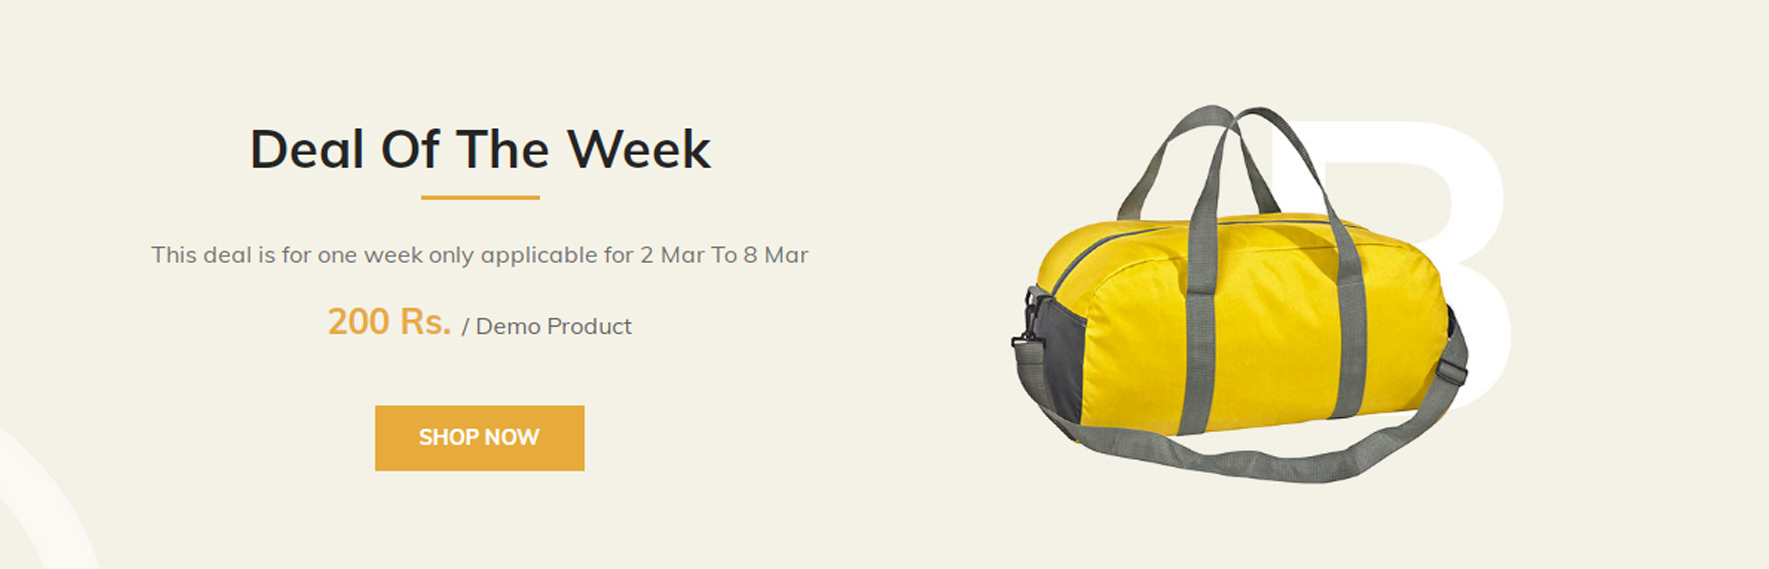 Deal Of The Week
This deal is for one week only applicable for 2 Mar To 8 Mar
200 Rs. / Demo Product
SHOP NOW
B